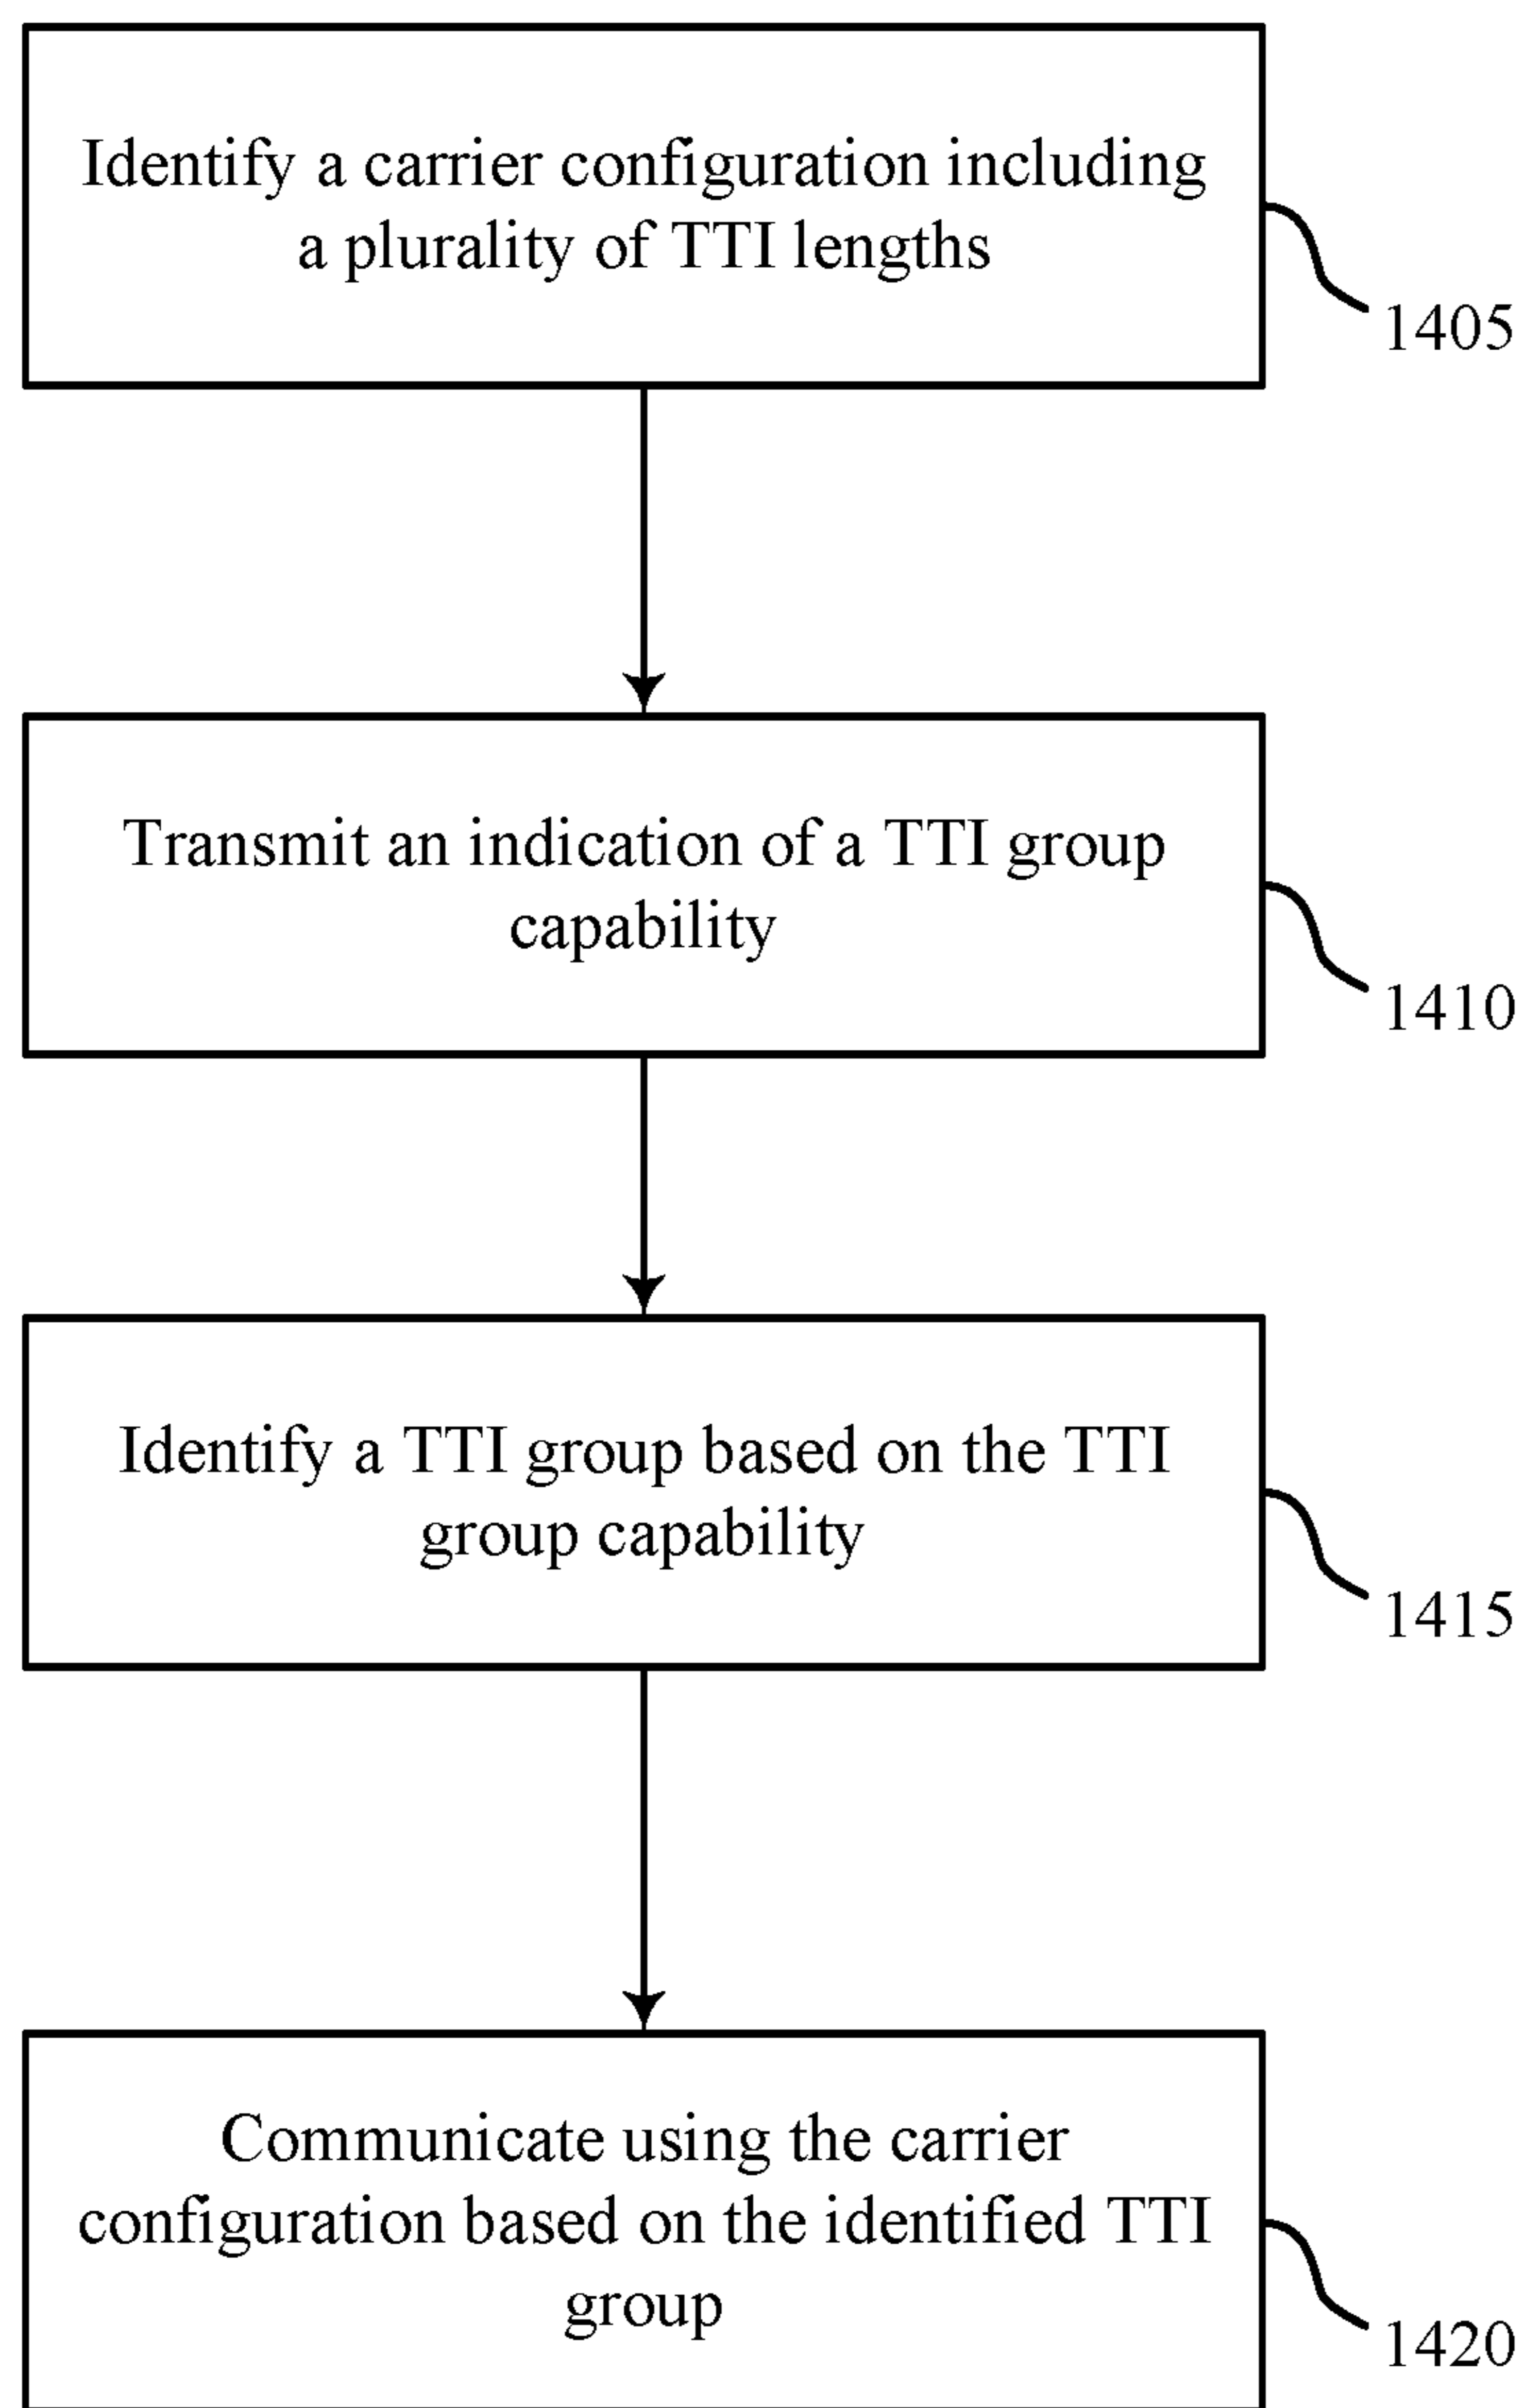 Identify a carrier configuration including
a plurality of TTI lengths
1405
Transmit an indication of a TTI group
capability
1410
Identify a TTI group based on the TTI
group capability
1415
Communicate using the carrier
configuration based on the identified TTI
group
1420